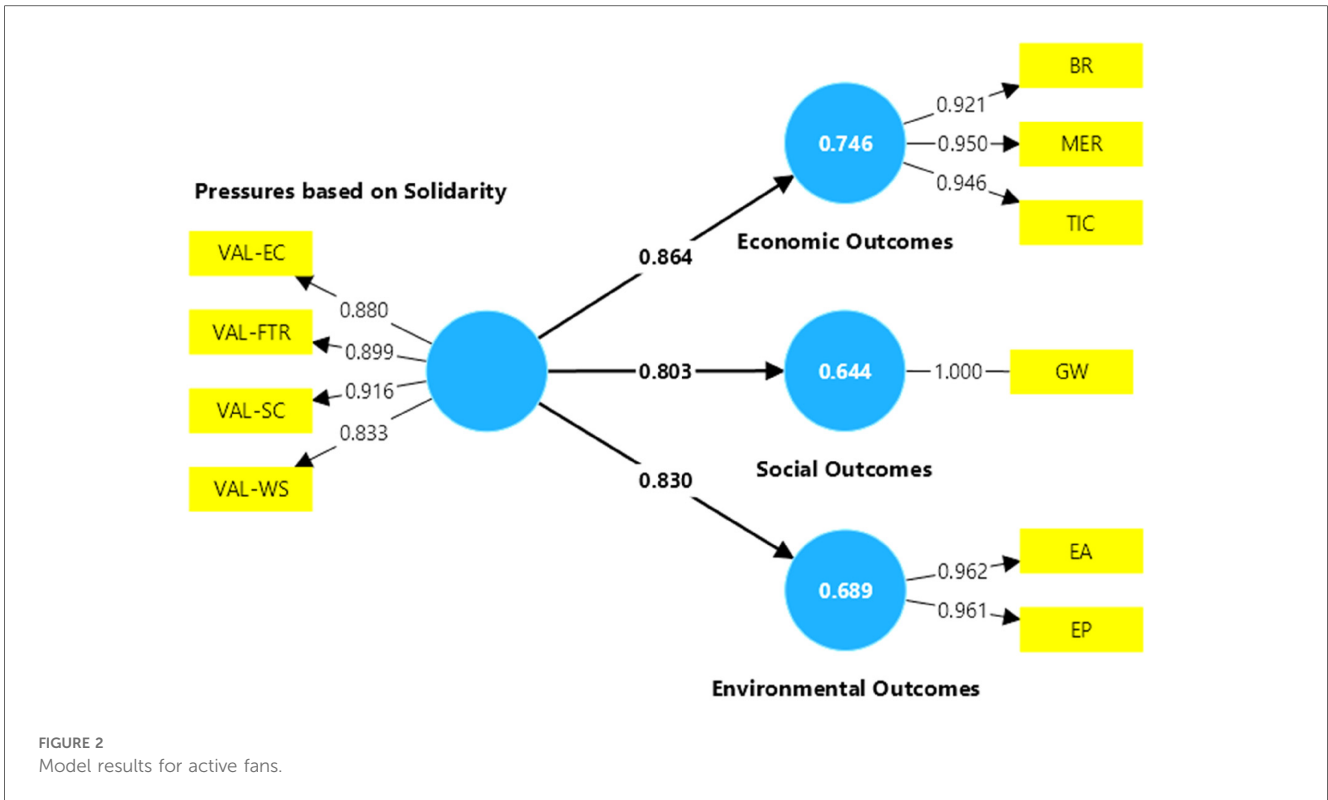 Pressures based on Solidarity
VAL-EC
0.880
VAL-FTR
0.899
VAL-SC
0.916
VAL-WS
0.833
0.864
0.803
0.830
0.746
Economic Outcomes
0.921
BR
0.950
MER
0.946
TIC
0.644
Social Outcomes
1.000
GW
0.689
Environmental Outcomes
0.962
EA
0.961
EP
FIGURE 2
Model results for active fans.